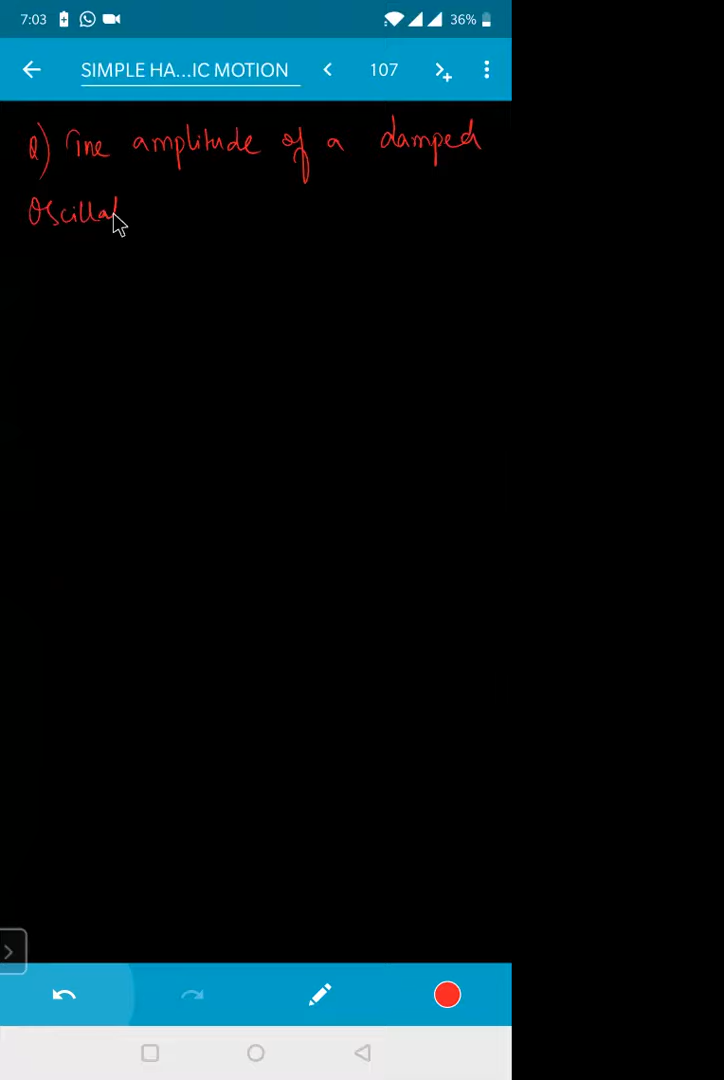 7:03 36%
SIMPLE HA...IC MOTION 107
Q) The amplitude of a damped
Oscillat